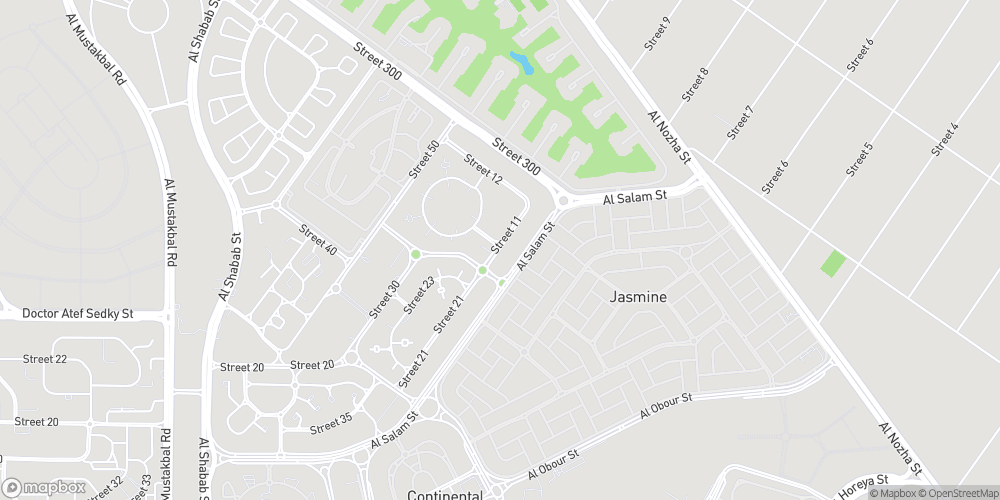 Al Mustakbal Rd
Al Shabab St
Street 300
Street 9
Street 6
Street 8
Street 7
Al Nozha St
Street 4
Street 5
Street 6
Street 50
Street 12
Street 300
Al Salam St
Al Mustakbal Rd
Al Shabab St
Street 40
Street 11
Al Salam St
Street 30
Street 23
Street 21
Jasmine
Doctor Atef Sedky St
Street 22
Street 20
Street 20
Street 21
Al Obour St
Street 20
Street 35
Al Salam St
Al Nozha St
Mustakbal Rd
Al Shabab S
Street 32
Street 33
Al Obour St
Horeya St
Continental
mapbox
© Mapbox © OpenStreetMap